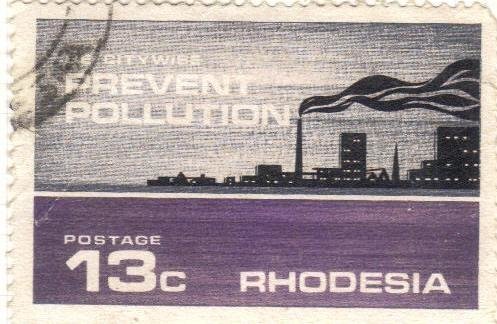 BE CITYWISE
PREVENT
POLLUTION
POSTAGE
13c RHODESIA